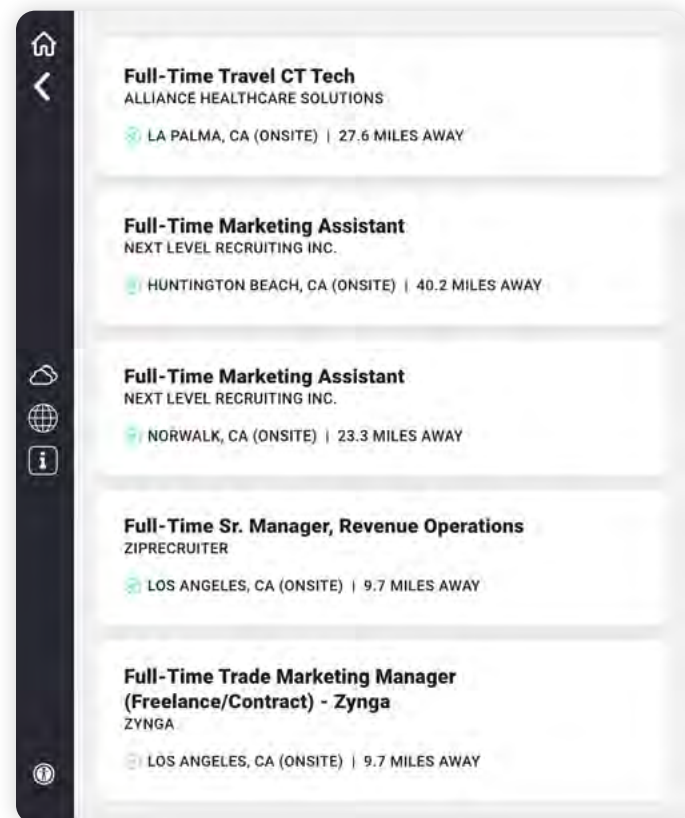 Full-Time Travel CT Tech
ALLIANCE HEALTHCARE SOLUTIONS
LA PALMA, CA (ONSITE) | 27.6 MILES AWAY
Full-Time Marketing Assistant
NEXT LEVEL RECRUITING INC.
HUNTINGTON BEACH, CA (ONSITE) | 40.2 MILES AWAY
Full-Time Marketing Assistant
NEXT LEVEL RECRUITING INC.
NORWALK, CA (ONSITE) | 23.3 MILES AWAY
Full-Time Sr. Manager, Revenue Operations
ZIPRECRUITER
LOS ANGELES, CA (ONSITE) | 9.7 MILES AWAY
Full-Time Trade Marketing Manager
(Freelance/Contract) - Zynga
ZYNGA
LOS ANGELES, CA (ONSITE) | 9.7 MILES AWAY